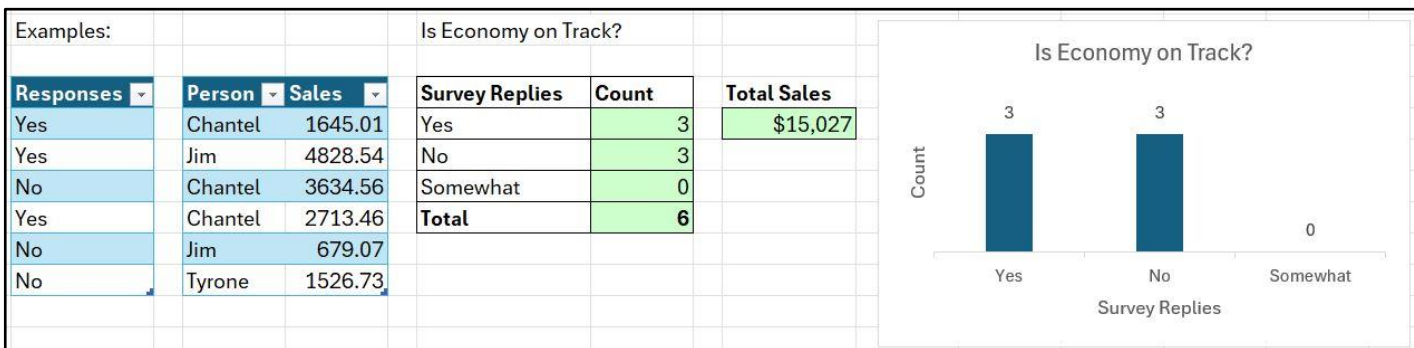 Examples:
Is Economy on Track?
Responses
Yes
Yes
No
Yes
No
No
Person Sales
Chantel 1645.01
Jim 4828.54
Chantel 3634.56
Chantel 2713.46
Jim 679.07
Tyrone 1526.73
Survey Replies Count
Yes 3
No 3
Somewhat 0
Total 6
Total Sales
$15,027
Is Economy on Track?
Count
3 3 0
Yes No Somewhat
Survey Replies